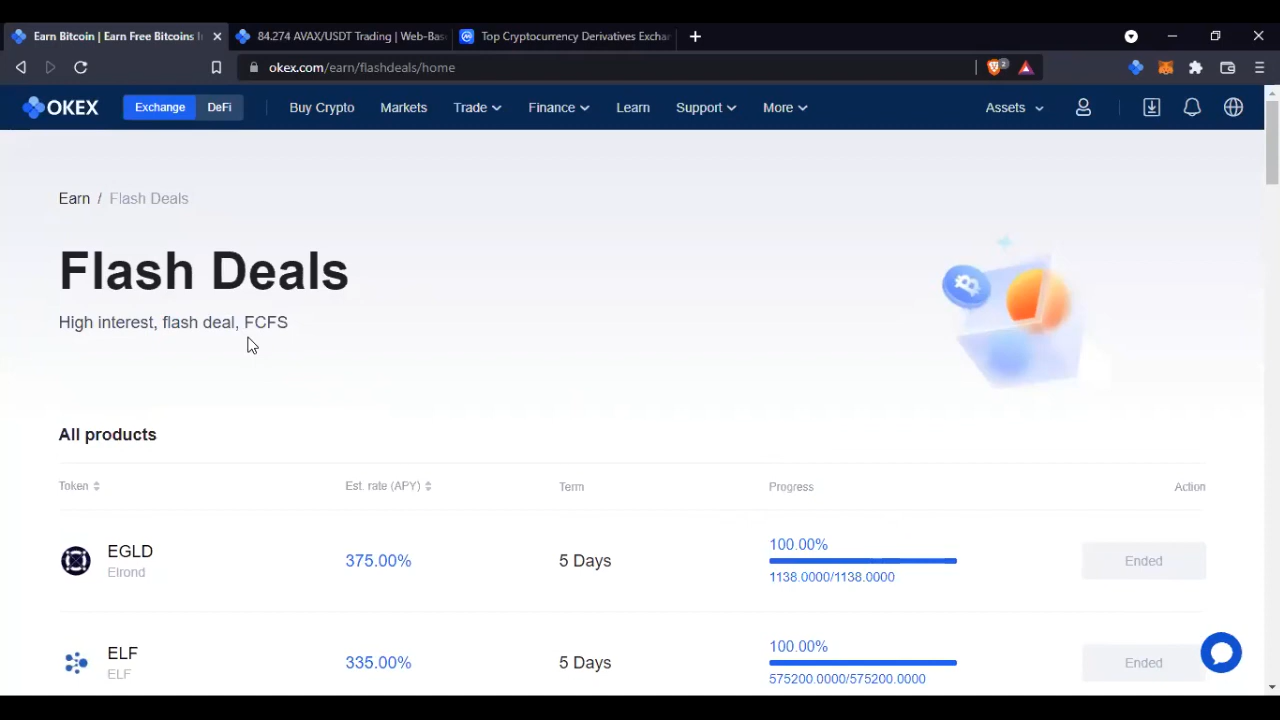 Earn Bitcoin | Earn Free Bitcoins
84.274 AVAX/USDT Trading | Web-Bas
Top Cryptocurrency Derivatives Exchan
okex.com/earn/flashdeals/home
2
OKEX
Exchange
DeFi
Buy Crypto
Markets
Trade
Finance
Learn
Support
More
Assets
Earn / Flash Deals
Flash Deals
High interest, flash deal, FCFS
All products
Token
Est. rate (APY)
Term
Progress
Action
EGLD
Elrond
375.00%
5 Days
100.00%
1138.0000/1138.0000
Ended
ELF
ELF
335.00%
5 Days
100.00%
575200.0000/575200.0000
Ended